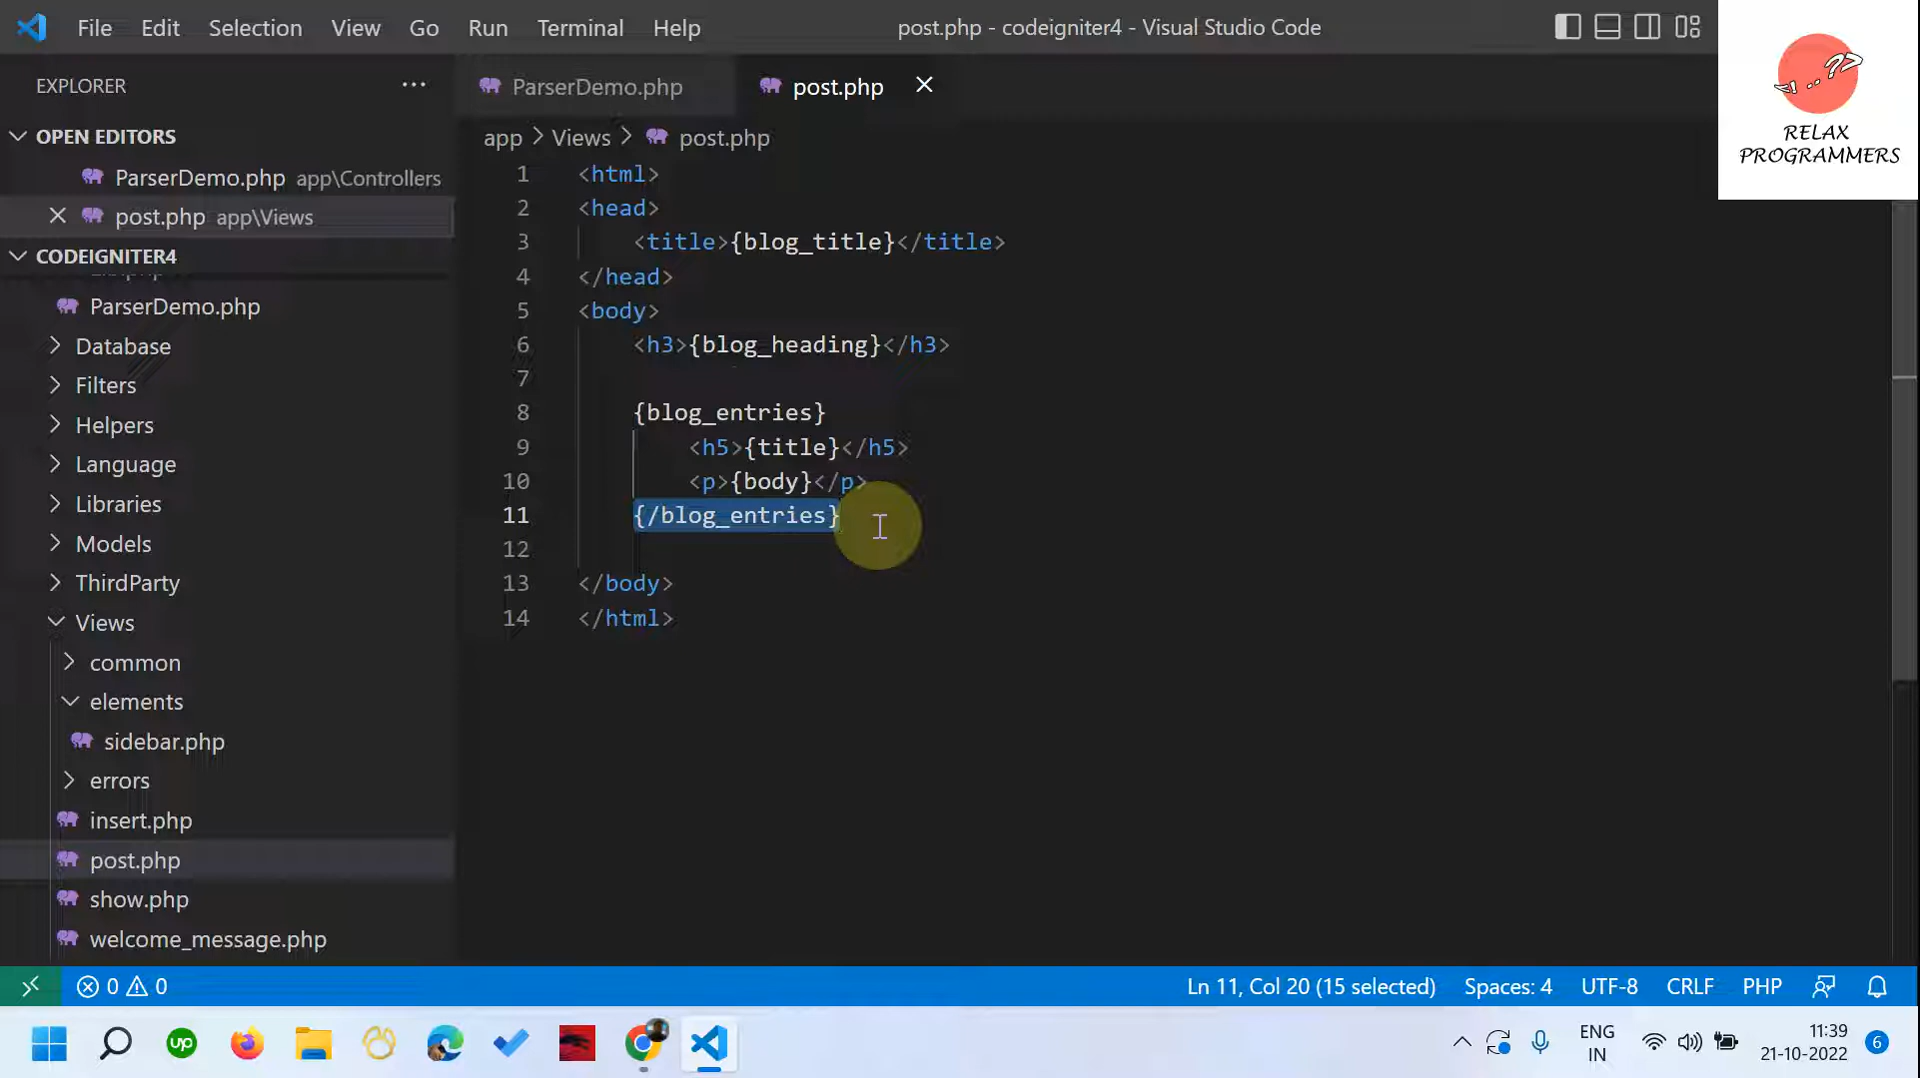 File Edit Selection View Go Run Terminal Help
post.php - codeigniter4 - Visual Studio Code
RELAX
PROGRAMMERS
EXPLORER
OPEN EDITORS
ParserDemo.php app\Controllers
post.php app\Views
CODEIGNITER4
ParserDemo.php
Database
Filters
Helpers
Language
Libraries
Models
ThirdParty
Views
common
elements
sidebar.php
errors
insert.php
post.php
show.php
welcome_message.php
ParserDemo.php post.php
app > Views > post.php
1 <html>
2 <head>
3 <title>{blog_title}</title>
4 </head>
5 <body>
6 <h3>{blog_heading}</h3>
7
8 {blog_entries}
9 <h5>{title}</h5>
10 <p>{body}</p>
11 {/blog_entries}
12
13 </body>
14 </html>
0 0
Ln 11, Col 20 (15 selected) Spaces: 4 UTF-8 CRLF PHP
up
ENG
IN
11:39
21-10-2022
6